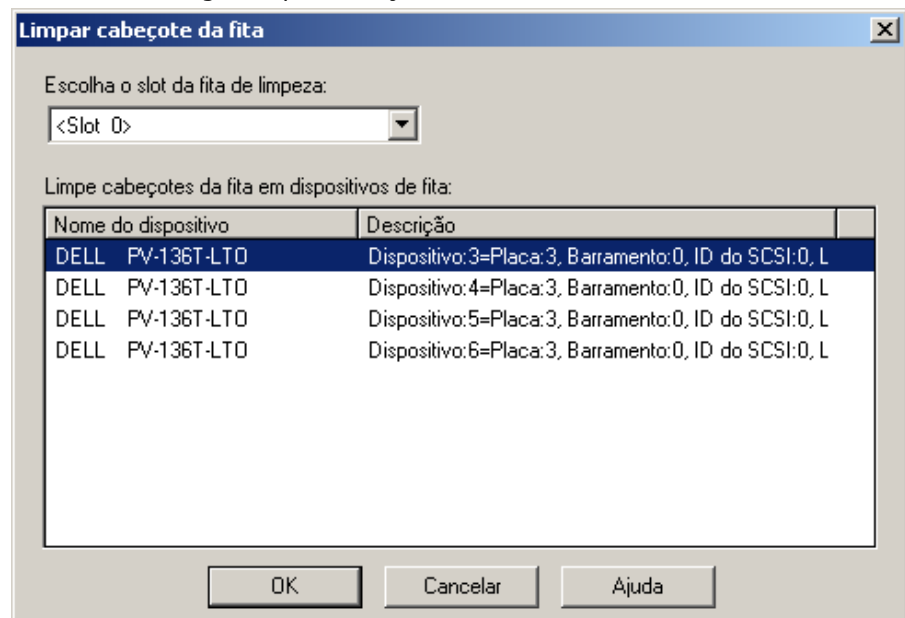 Limpar cabeçote da fita
Escolha o slot da fita de limpeza:
<Slot 0>
Limpe cabeçotes da fita em dispositivos de fita:
Nome do dispositivo Descrição
DELL PV-136T-LTO Dispositivo:3=Placa:3, Barramento:0, ID do SCSI:0, L
DELL PV-136T-LTO Dispositivo:4=Placa:3, Barramento:0, ID do SCSI:0, L
DELL PV-136T-LTO Dispositivo:5=Placa:3, Barramento:0, ID do SCSI:0, L
DELL PV-136T-LTO Dispositivo:6=Placa:3, Barramento:0, ID do SCSI:0, L
OK Cancelar Ajuda